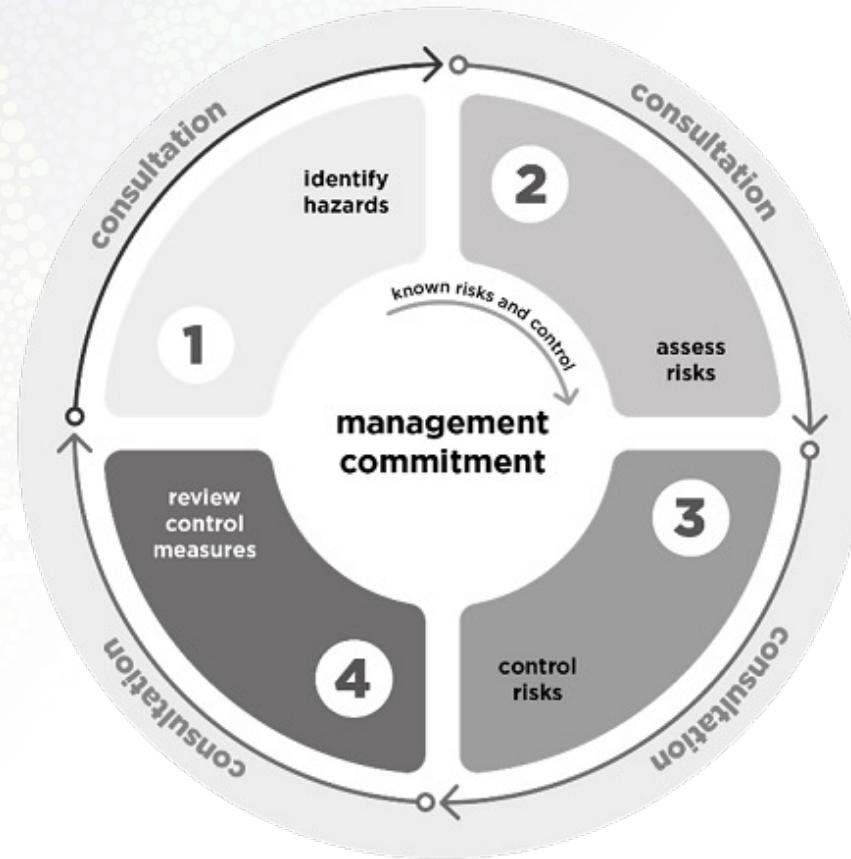 consultation
consultation
identify
hazards
1
2
assess
risks
known risks and control
management
commitment
review
control
measures
4
3
control
risks
consultation
consultation